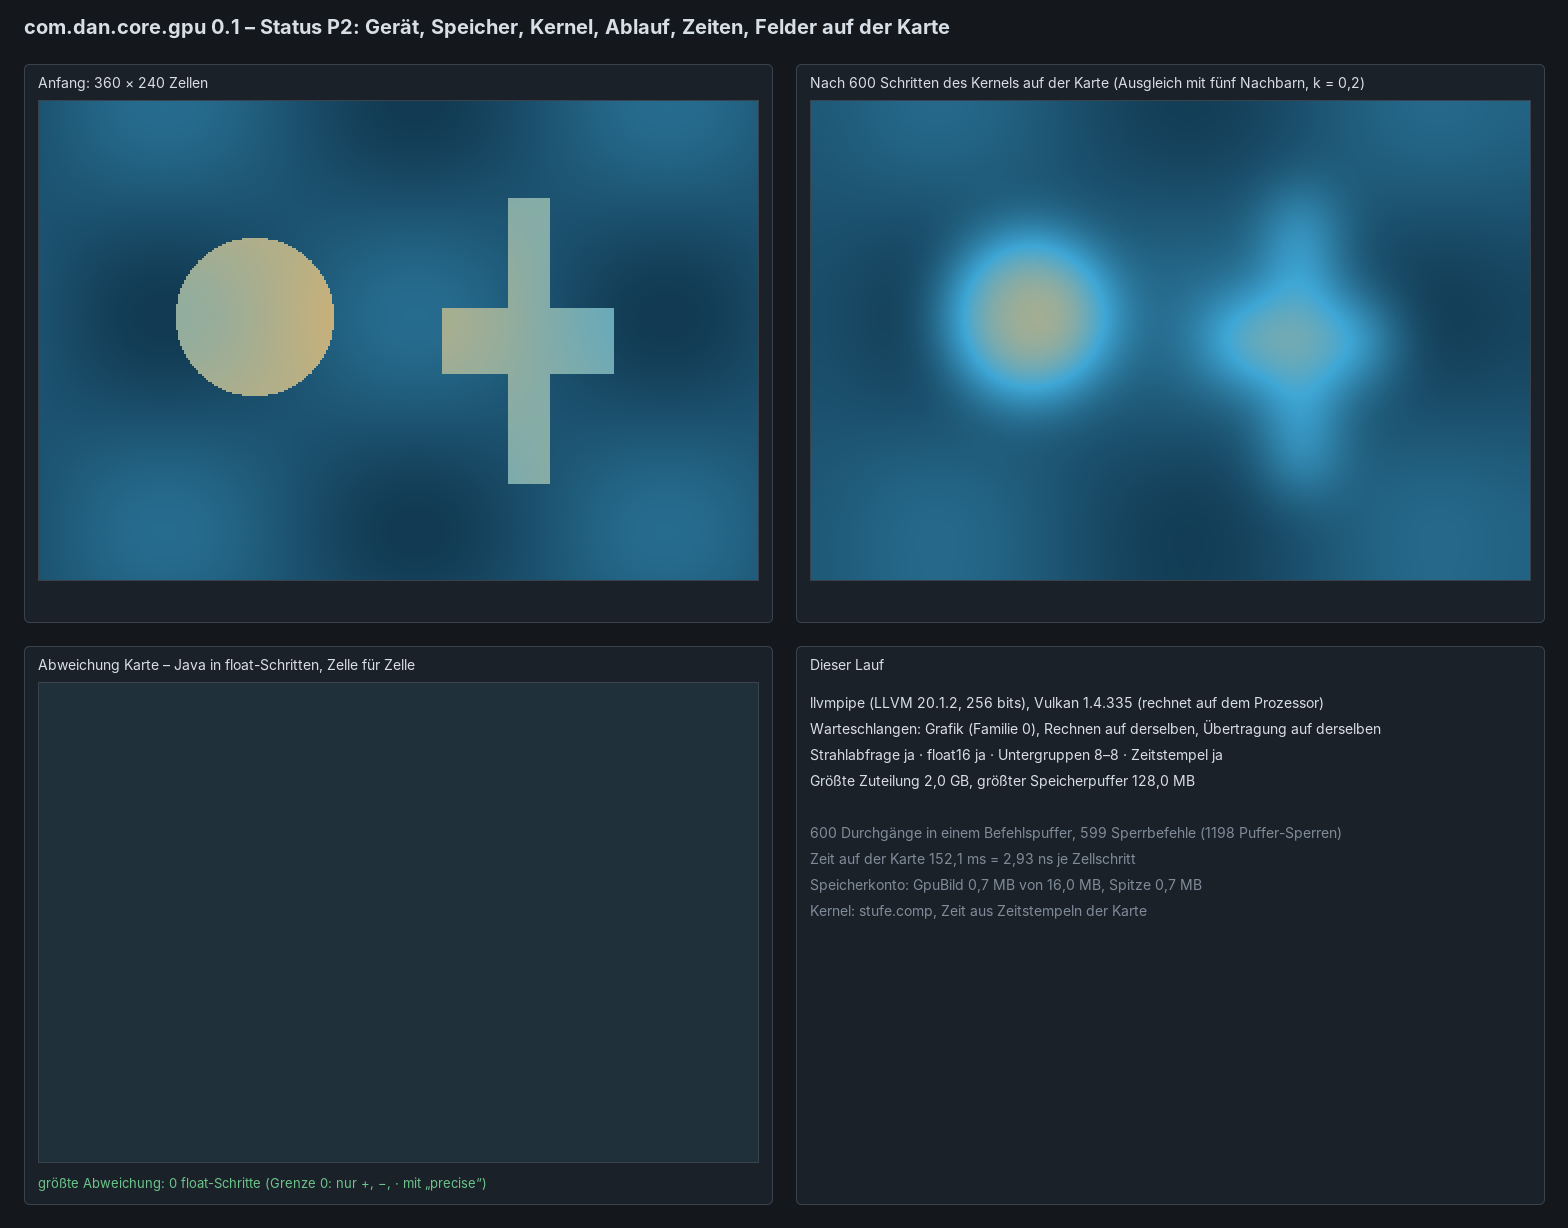 com.dan.core.gpu 0.1 – Status P2: Gerät, Speicher, Kernel, Ablauf, Zeiten, Felder auf der Karte
Anfang: 360 × 240 Zellen
Nach 600 Schritten des Kernels auf der Karte (Ausgleich mit fünf Nachbarn, k = 0,2)
Abweichung Karte – Java in float-Schritten, Zelle für Zelle
größte Abweichung: 0 float-Schritte (Grenze 0: nur +, −, · mit „precise“)
Dieser Lauf
llvmpipe (LLVM 20.1.2, 256 bits), Vulkan 1.4.335 (rechnet auf dem Prozessor)
Warteschlangen: Grafik (Familie 0), Rechnen auf derselben, Übertragung auf derselben
Strahlabfrage ja · float16 ja · Untergruppen 8–8 · Zeitstempel ja
Größte Zuteilung 2,0 GB, größter Speicherpuffer 128,0 MB
600 Durchgänge in einem Befehlspuffer, 599 Sperrbefehle (1198 Puffer-Sperren)
Zeit auf der Karte 152,1 ms = 2,93 ns je Zellschritt
Speicherkonto: GpuBild 0,7 MB von 16,0 MB, Spitze 0,7 MB
Kernel: stufe.comp, Zeit aus Zeitstempeln der Karte